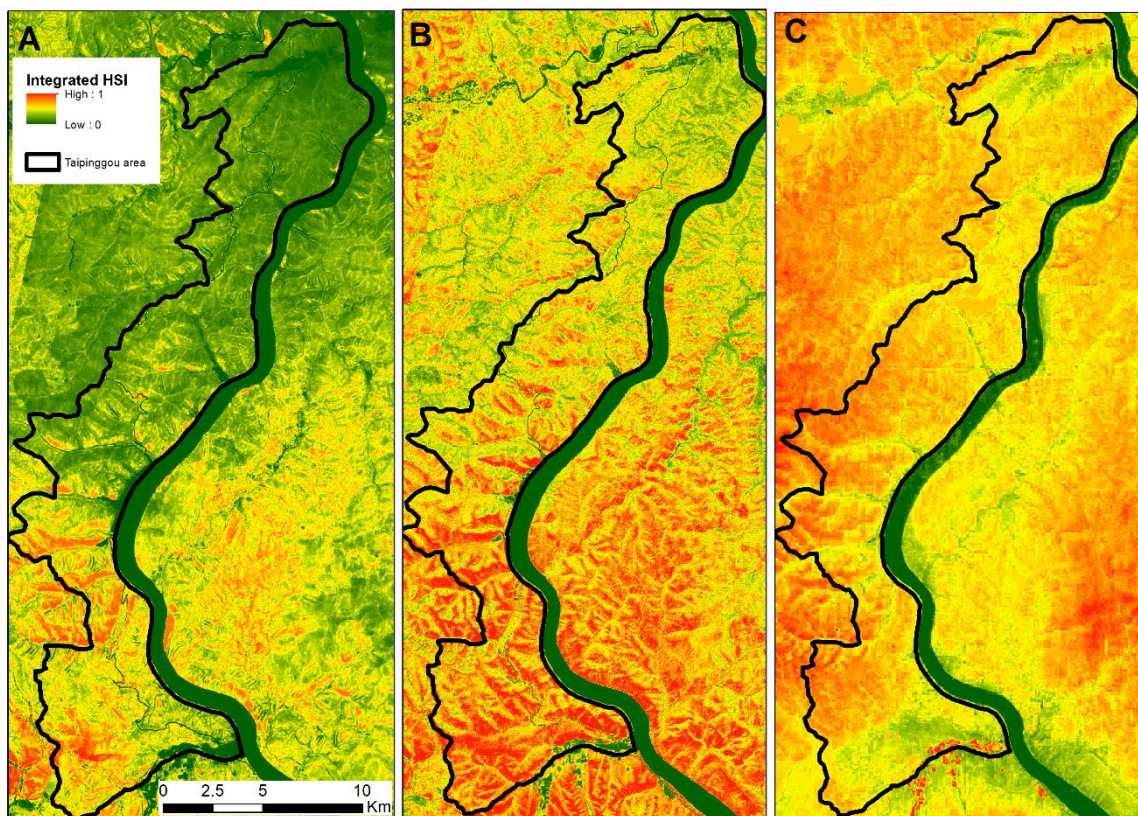 A
B
C
Integrated HSI
High : 1
Low : 0
Taipinggou area
0 2.5 5 10
Km